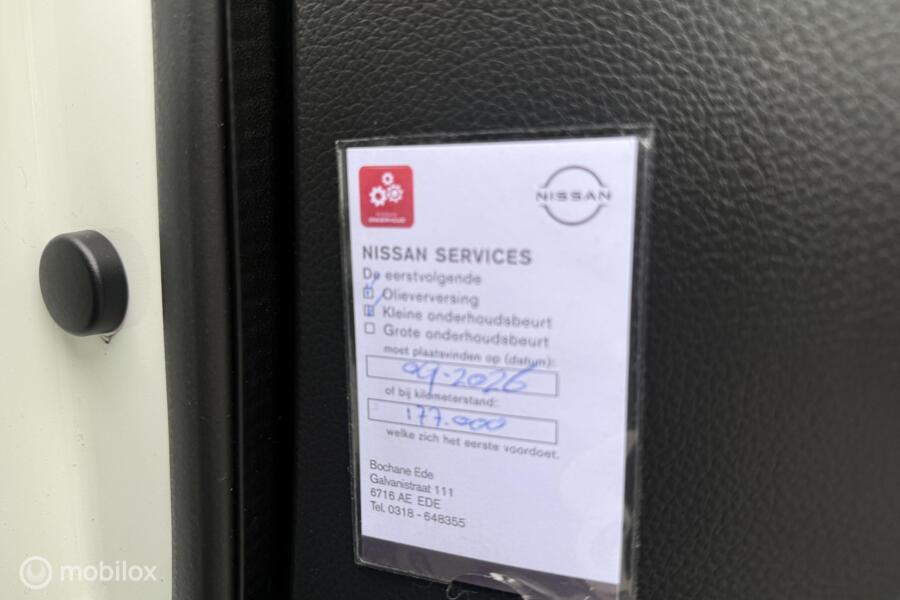 ONDERHOUD
NISSAN
NISSAN SERVICES
De eerstvolgende
Olieverversing
Kleine onderhoudsbeurt
Grote onderhoudsbeurt
moet plaatsvinden op (datum):
09-2026
of bij kilometerstand:
177.000
welke zich het eerste voordoet.
Bochane Ede
Galvanistraat 111
6716 AE EDE
Tel. 0318 - 648355
mobilox